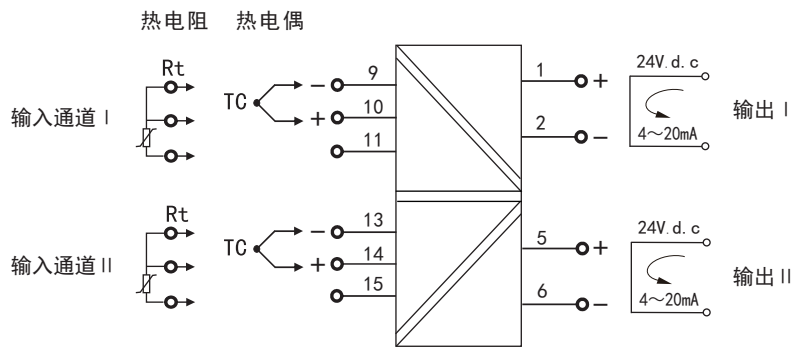 热电阻 热电偶
Rt
TC
输入通道 I
− 9
+ 10
11
1 +
2 −
24V.d.c
4～20mA
输出 I
Rt
TC
输入通道 II
− 13
+ 14
15
5 +
6 −
24V.d.c
4～20mA
输出 II